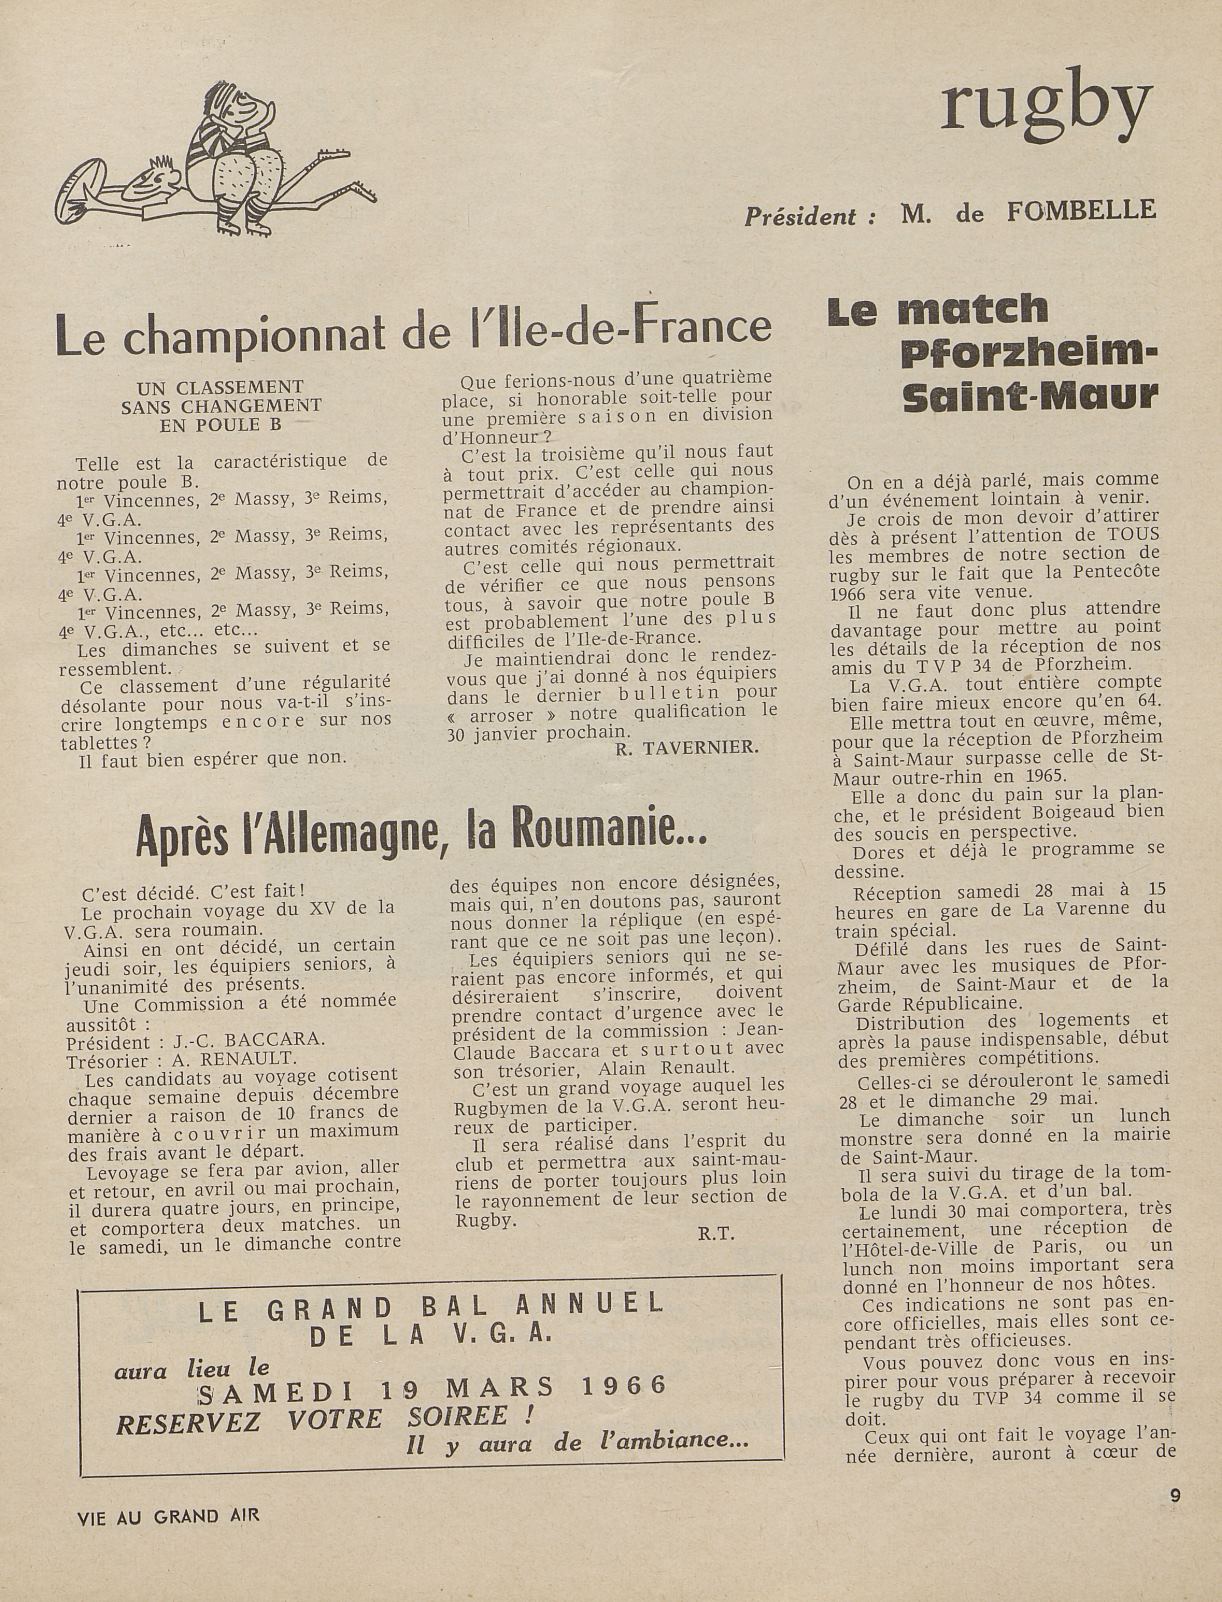 rugby
Président : M. de FOMBELLE
Le championnat de l'Ile-de-France
UN CLASSEMENT
SANS CHANGEMENT
EN POULE B
Telle est la caractéristique de
notre poule B.
1er Vincennes, 2e Massy, 3e Reims,
4e V.G.A.
1er Vincennes, 2e Massy, 3e Reims,
4e V.G.A.
1er Vincennes, 2e Massy, 3e Reims,
4e V.G.A.
1er Vincennes, 2e Massy, 3e Reims,
4e V.G.A., etc... etc...
Les dimanches se suivent et se
ressemblent.
Ce classement d'une régularité
désolante pour nous va-t-il s'ins-
crire longtemps encore sur nos
tablettes ?
Il faut bien espérer que non.
Que ferions-nous d'une quatrième
place, si honorable soit-telle pour
une première saison en division
d'Honneur ?
C'est la troisième qu'il nous faut
à tout prix. C'est celle qui nous
permettrait d'accéder au champion-
nat de France et de prendre ainsi
contact avec les représentants des
autres comités régionaux.
C'est celle qui nous permettrait
de vérifier ce que nous pensons
tous, à savoir que notre poule B
est probablement l'une des plus
difficiles de l'Ile-de-France.
Je maintiendrai donc le rendez-
vous que j'ai donné à nos équipiers
dans le dernier bulletin pour
« arroser » notre qualification le
30 janvier prochain.
R. TAVERNIER.
Après l'Allemagne, la Roumanie...
C'est décidé. C'est fait !
Le prochain voyage du XV de la
V.G.A. sera roumain.
Ainsi en ont décidé, un certain
jeudi soir, les équipiers seniors, à
l'unanimité des présents.
Une Commission a été nommée
aussitôt :
Président : J.-C. BACCARA.
Trésorier : A. RENAULT.
Les candidats au voyage cotisent
chaque semaine depuis décembre
dernier a raison de 10 francs de
manière à couvrir un maximum
des frais avant le départ.
Levoyage se fera par avion, aller
et retour, en avril ou mai prochain,
il durera quatre jours, en principe,
et comportera deux matches. un
le samedi, un le dimanche contre
des équipes non encore désignées,
mais qui, n'en doutons pas, sauront
nous donner la réplique (en espé-
rant que ce ne soit pas une leçon).
Les équipiers seniors qui ne se-
raient pas encore informés, et qui
désireraient s'inscrire, doivent
prendre contact d'urgence avec le
président de la commission : Jean-
Claude Baccara et surtout avec
son trésorier, Alain Renault.
C'est un grand voyage auquel les
Rugbymen de la V.G.A. seront heu-
reux de participer.
Il sera réalisé dans l'esprit du
club et permettra aux saint-mau-
riens de porter toujours plus loin
le rayonnement de leur section de
Rugby.
R.T.
LE GRAND BAL ANNUEL
DE LA V.G.A.
aura lieu le
SAMEDI 19 MARS 1966
RESERVEZ VOTRE SOIREE !
Il y aura de l'ambiance...
Le match
Pforzheim-
Saint-Maur
On en a déjà parlé, mais comme
d'un événement lointain à venir.
Je crois de mon devoir d'attirer
dès à présent l'attention de TOUS
les membres de notre section de
rugby sur le fait que la Pentecôte
1966 sera vite venue.
Il ne faut donc plus attendre
davantage pour mettre au point
les détails de la réception de nos
amis du TVP 34 de Pforzheim.
La V.G.A. tout entière compte
bien faire mieux encore qu'en 64.
Elle mettra tout en œuvre, même,
pour que la réception de Pforzheim
à Saint-Maur surpasse celle de St-
Maur outre-rhin en 1965.
Elle a donc du pain sur la plan-
che, et le président Boigeaud bien
des soucis en perspective.
Dores et déjà le programme se
dessine.
Réception samedi 28 mai à 15
heures en gare de La Varenne du
train spécial.
Défilé dans les rues de Saint-
Maur avec les musiques de Pfor-
zheim, de Saint-Maur et de la
Garde Républicaine.
Distribution des logements et
après la pause indispensable, début
des premières compétitions.
Celles-ci se dérouleront le samedi
28 et le dimanche 29 mai.
Le dimanche soir un lunch
monstre sera donné en la mairie
de Saint-Maur.
Il sera suivi du tirage de la tom-
bola de la V.G.A. et d'un bal.
Le lundi 30 mai comportera, très
certainement, une réception de
l'Hôtel-de-Ville de Paris, ou un
lunch non moins important sera
donné en l'honneur de nos hôtes.
Ces indications ne sont pas en-
core officielles, mais elles sont ce-
pendant très officieuses.
Vous pouvez donc vous en ins-
pirer pour vous préparer à recevoir
le rugby du TVP 34 comme il se
doit.
Ceux qui ont fait le voyage l'an-
née dernière, auront à cœur de
VIE AU GRAND AIR
9